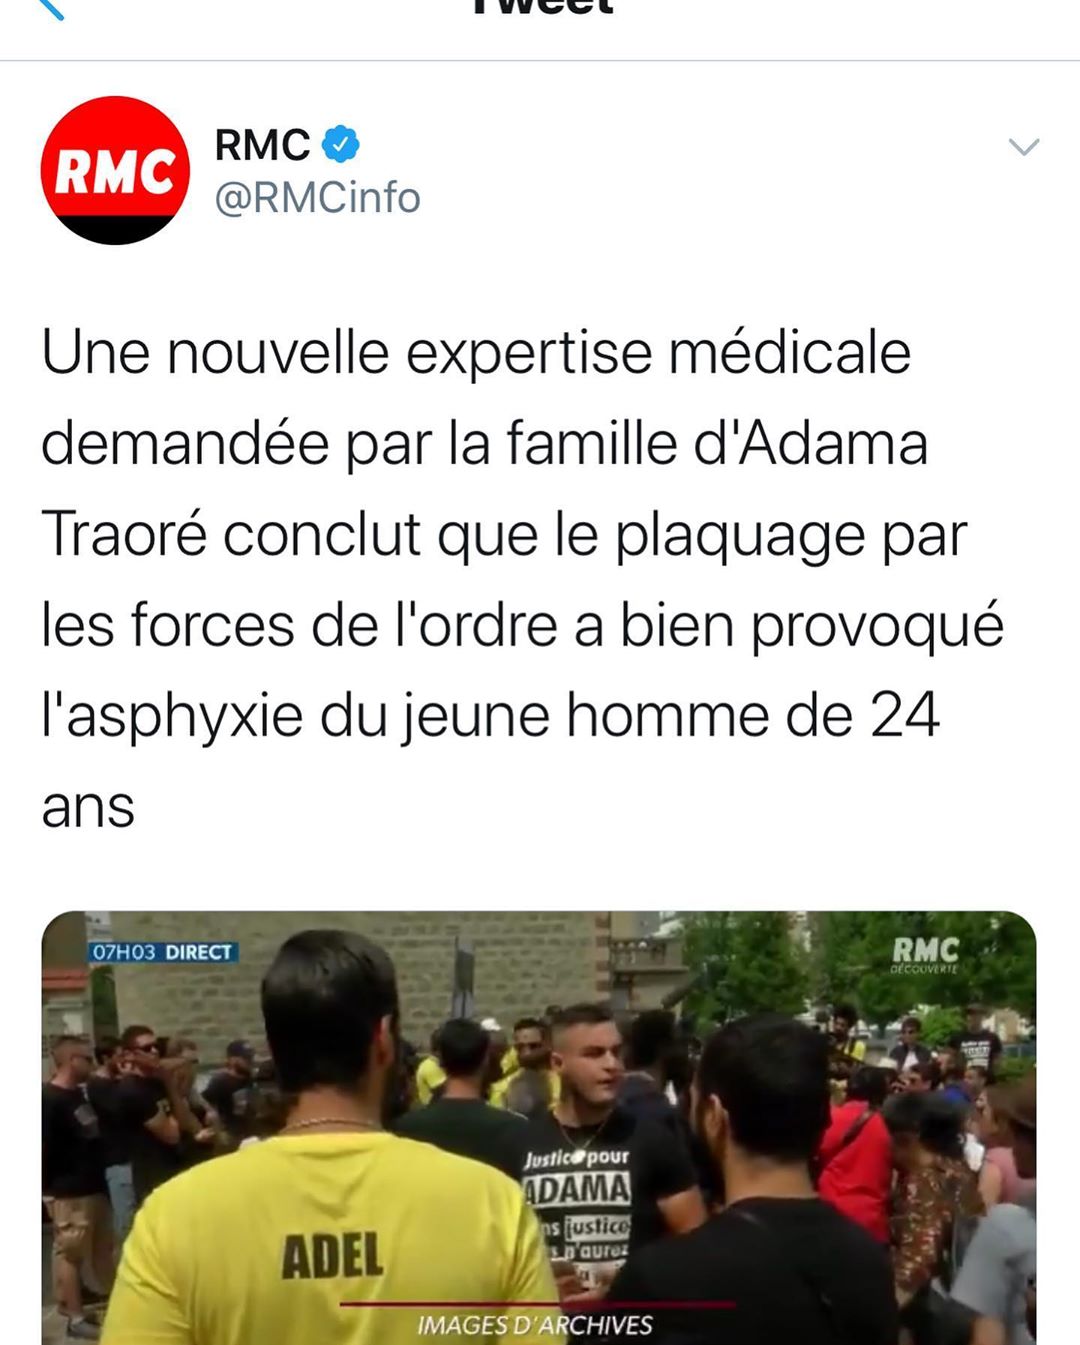 Tweet
RMC
RMC
@RMCinfo
Une nouvelle expertise médicale
demandée par la famille d'Adama
Traoré conclut que le plaquage par
les forces de l'ordre a bien provoqué
l'asphyxie du jeune homme de 24
ans
07H03 DIRECT
RMC
DÉCOUVERTE
Justice pour
ADAMA
justice
n'aurez
ADEL
IMAGES D'ARCHIVES